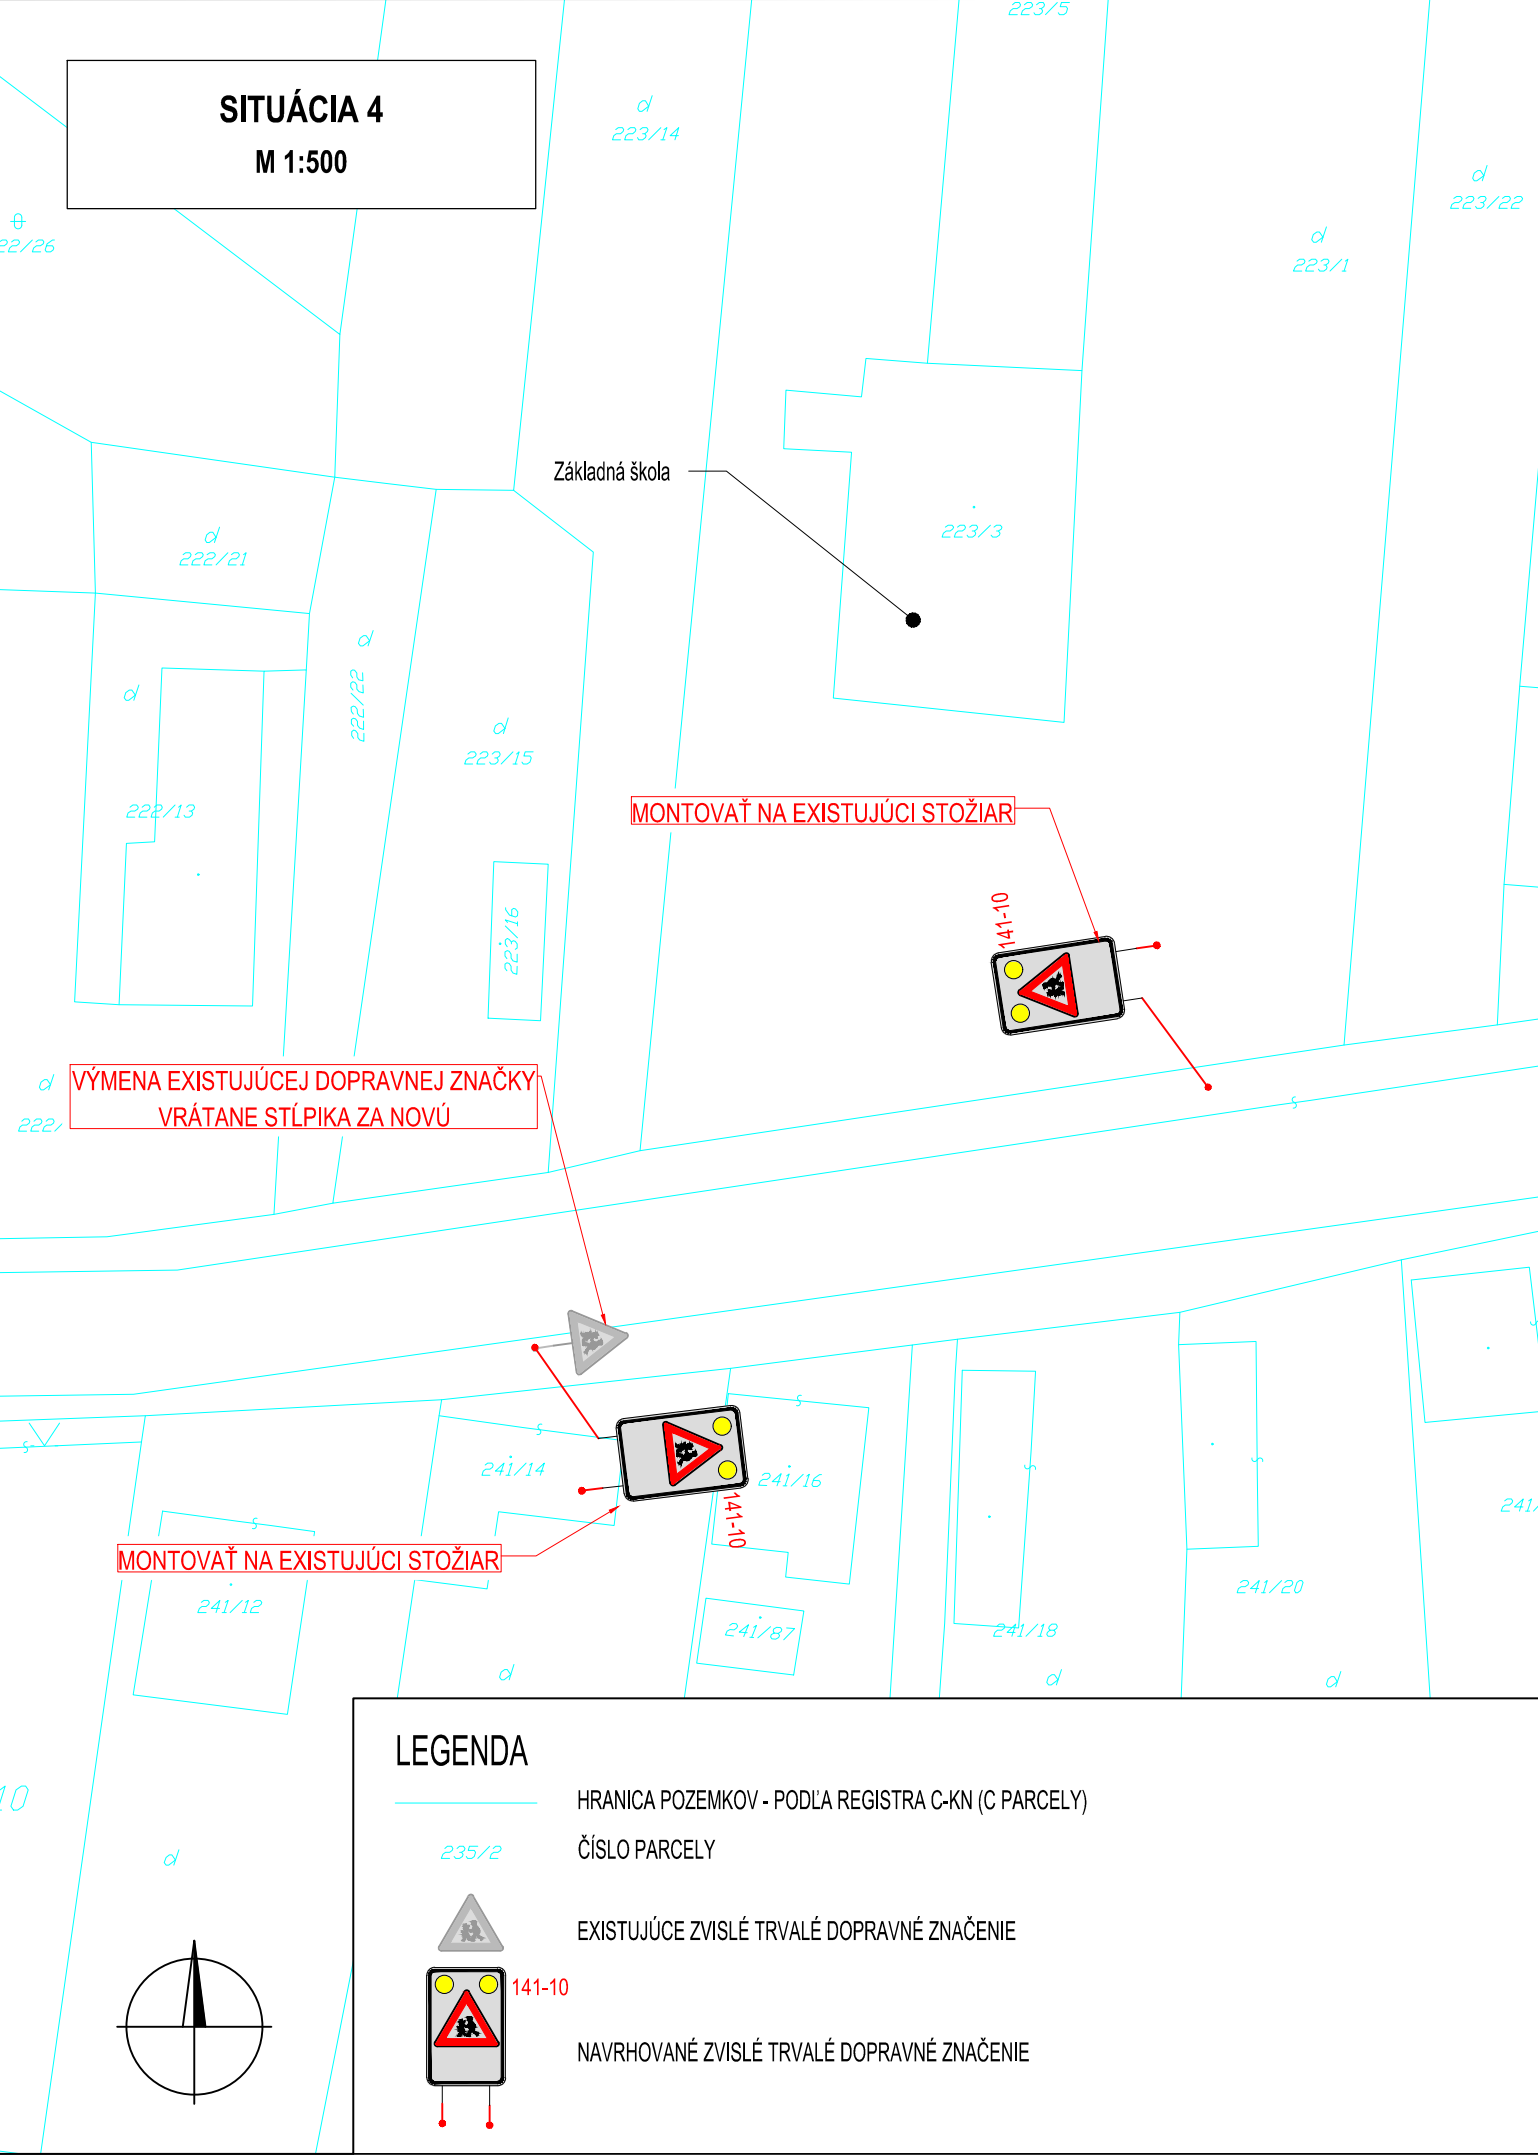 223/5
SITUÁCIA 4
M 1:500
d
223/14
d
223/22
22/26
d
223/1
Základná škola
223/3
d
222/21
d
222/22
d
d
223/15
222/13
MONTOVAŤ NA EXISTUJÚCI STOŽIAR
141-10
223/16
VÝMENA EXISTUJÚCEJ DOPRAVNEJ ZNAČKY
VRÁTANE STĹPIKA ZA NOVÚ
d
222/
241/14
241/16
141-10
241/
MONTOVAŤ NA EXISTUJÚCI STOŽIAR
241/12
241/20
241/87
241/18
d
d
d
10
d
LEGENDA
HRANICA POZEMKOV - PODĽA REGISTRA C-KN (C PARCELY)
235/2
ČÍSLO PARCELY
EXISTUJÚCE ZVISLÉ TRVALÉ DOPRAVNÉ ZNAČENIE
141-10
NAVRHOVANÉ ZVISLÉ TRVALÉ DOPRAVNÉ ZNAČENIE